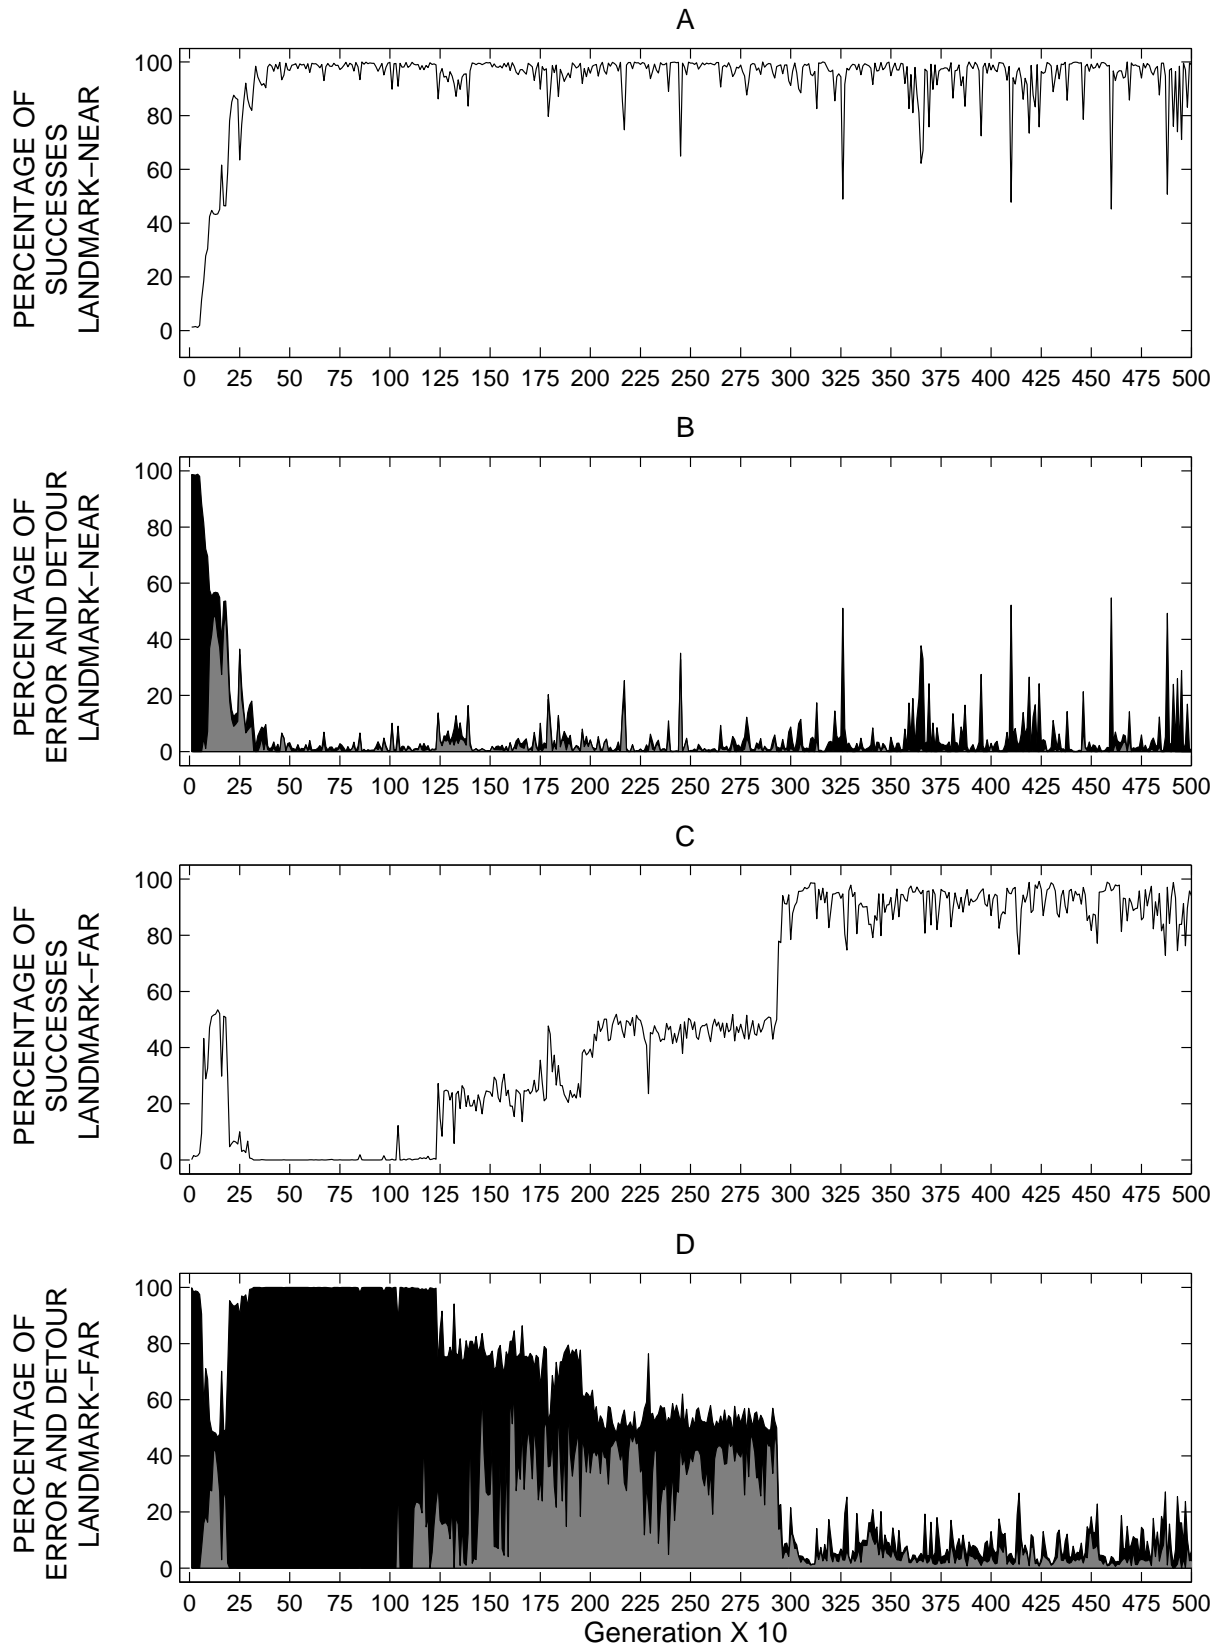 A
PERCENTAGE OF
SUCCESSES
LANDMARK−NEAR
100
80
60
40
20
0
0 25 50 75 100 125 150 175 200 225 250 275 300 325 350 375 400 425 450 475 500
B
PERCENTAGE OF
ERROR AND DETOUR
LANDMARK−NEAR
100
80
60
40
20
0
0 25 50 75 100 125 150 175 200 225 250 275 300 325 350 375 400 425 450 475 500
C
PERCENTAGE OF
SUCCESSES
LANDMARK−FAR
100
80
60
40
20
0
0 25 50 75 100 125 150 175 200 225 250 275 300 325 350 375 400 425 450 475 500
D
PERCENTAGE OF
ERROR AND DETOUR
LANDMARK−FAR
100
80
60
40
20
0
0 25 50 75 100 125 150 175 200 225 250 275 300 325 350 375 400 425 450 475 500
Generation X 10